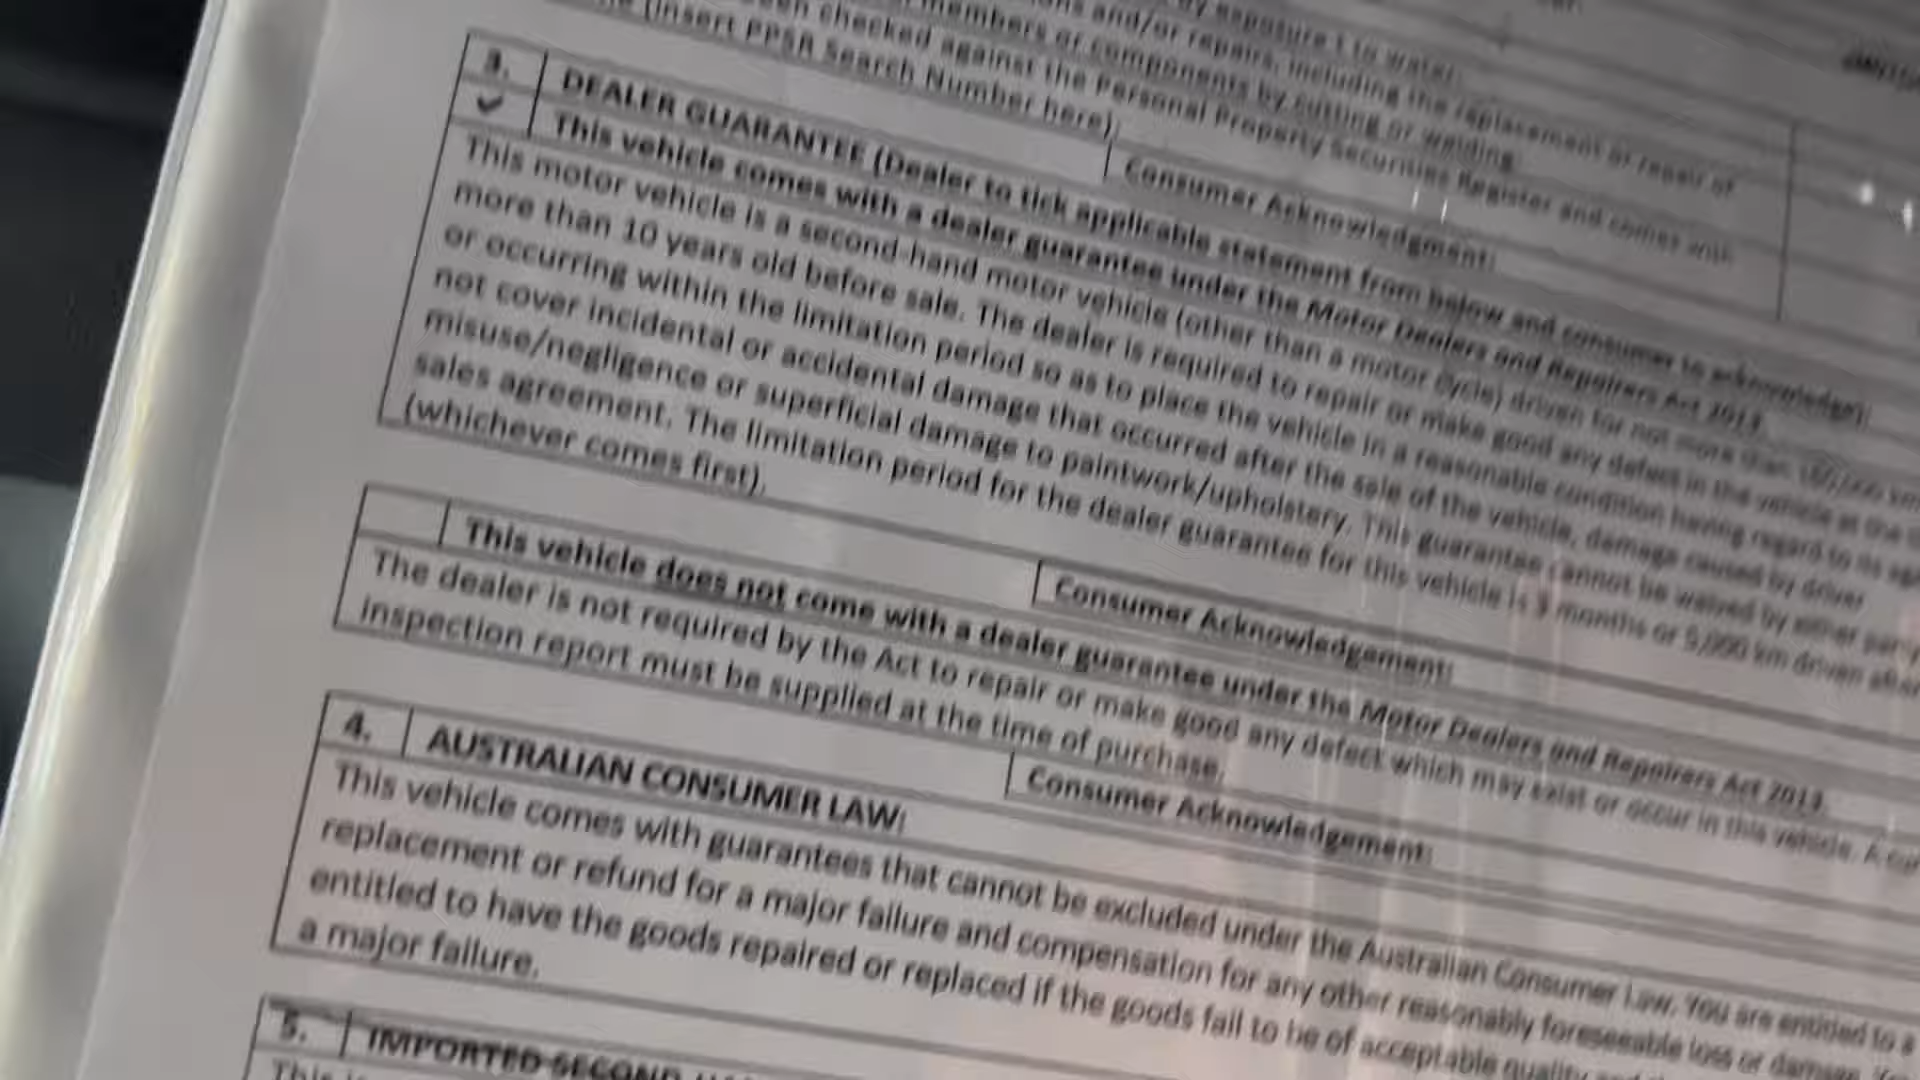 exposure t to water.
and/or repairs, including the replacement or repair of
members or components by cutting or welding.
been checked against the Personal Property Securities Register and comes with
(insert PPSR Search Number here).
Consumer Acknowledgment:
3. DEALER GUARANTEE (Dealer to tick applicable statement from below and consumer to acknowledge):
✓ This vehicle comes with a dealer guarantee under the Motor Dealers and Repairers Act 2013.
This motor vehicle is a second-hand motor vehicle (other than a motor cycle) driven for not more than
more than 10 years old before sale. The dealer is required to repair or make good any defect in the vehicle at the
or occurring within the limitation period so as to place the vehicle in a reasonable condition having regard to its
not cover incidental or accidental damage that occurred after the sale of the vehicle, damage caused by driver
misuse/negligence or superficial damage to paintwork/upholstery. This guarantee cannot be waived by either
sales agreement. The limitation period for the dealer guarantee for this vehicle is 3 months or 5,000 km driven after
(whichever comes first).
Consumer Acknowledgement:
This vehicle does not come with a dealer guarantee under the Motor Dealers and Repairers Act 2013.
The dealer is not required by the Act to repair or make good any defect which may exist or occur in this vehicle. A
inspection report must be supplied at the time of purchase.
Consumer Acknowledgement:
4. AUSTRALIAN CONSUMER LAW:
This vehicle comes with guarantees that cannot be excluded under the Australian Consumer Law. You are entitled to a
replacement or refund for a major failure and compensation for any other reasonably foreseeable loss or damage.
entitled to have the goods repaired or replaced if the goods fail to be of acceptable quality and
a major failure.
5. IMPORTED SECOND
This